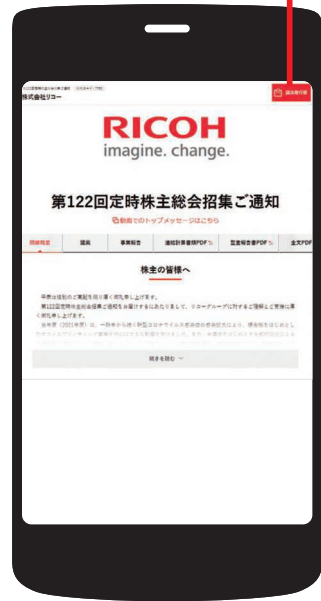 株式会社リコー
議決権行使
RICOH
imagine. change.
第122回定時株主総会招集ご通知
動画でのトップメッセージはこちら
開催概要 議案 事業報告 連結計算書類PDF 監査報告書PDF 全文PDF
株主の皆様へ
平素は格別のご高配を賜り厚く御礼申し上げます。
第122回定時株主総会招集ご通知をお届けするにあたりまして、リコーグループに対するご理解とご支援に厚
く御礼申し上げます。
続きを読む